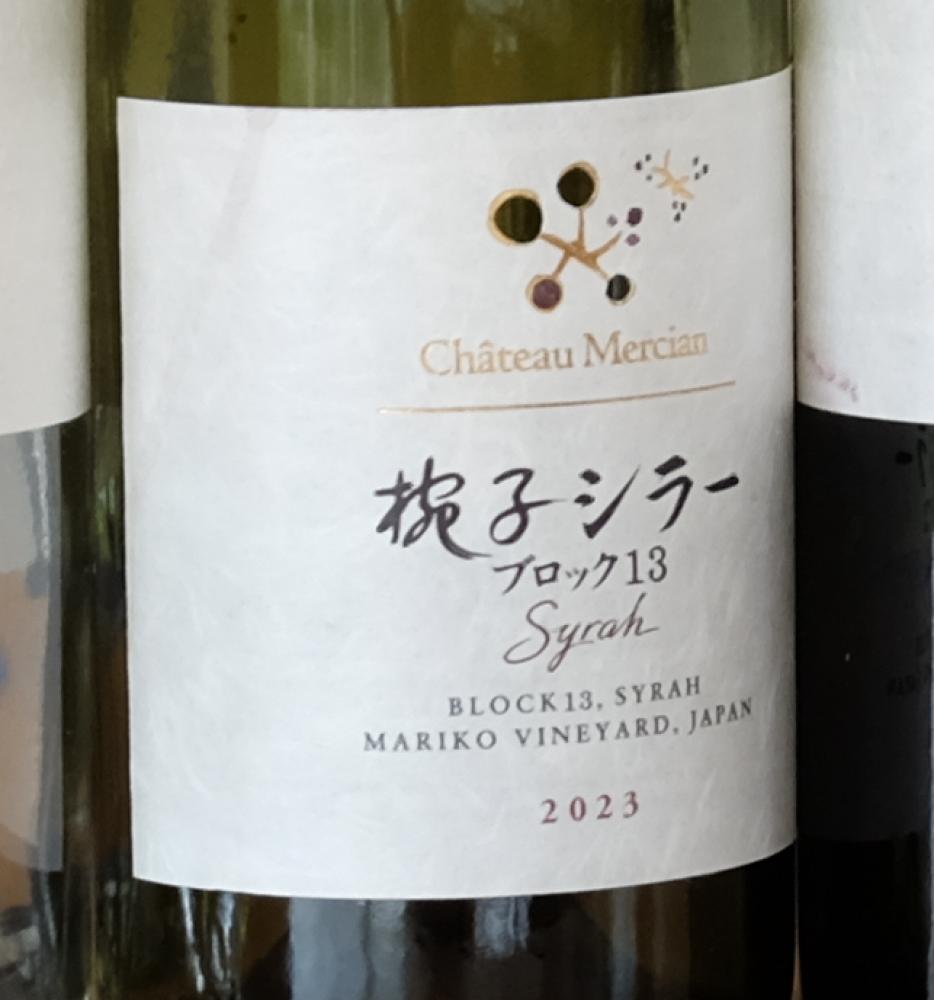 Château Mercian
椀子シラー
ブロック13
Syrah
BLOCK13, SYRAH
MARIKO VINEYARD, JAPAN
2023